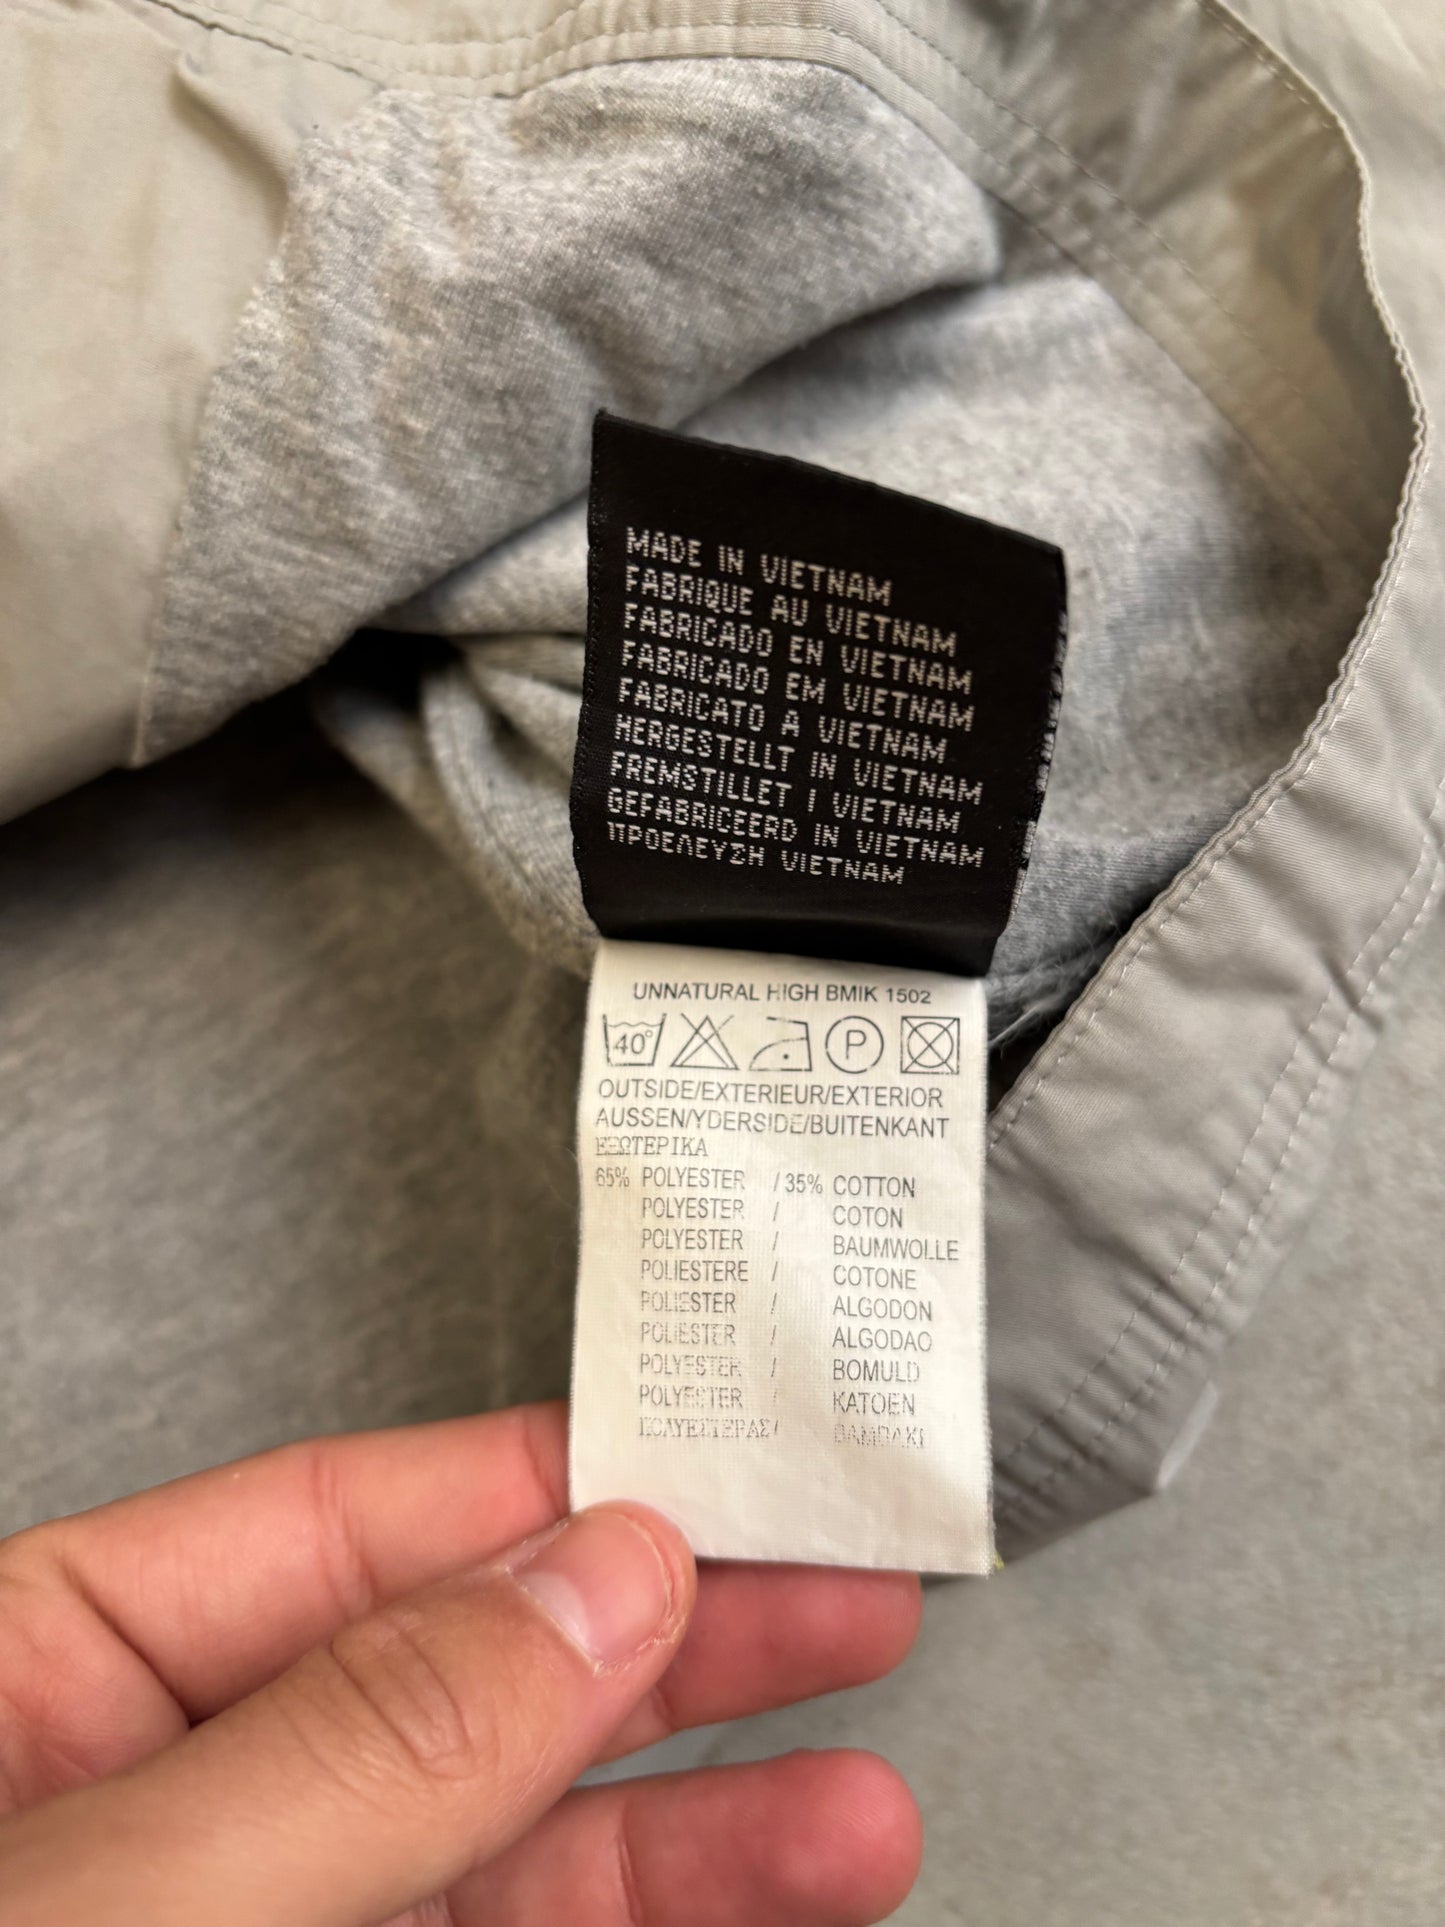 MADE IN VIETNAM
FABRIQUE AU VIETNAM
FABRICADO EN VIETNAM
FABRICADO EM VIETNAM
FABRICATO A VIETNAM
HERGESTELLT IN VIETNAM
FREMSTILLET I VIETNAM
GEFABRICEERD IN VIETNAM
ΠΡΟΕΛΕΥΣΗ VIETNAM
UNNATURAL HIGH BMIK 1502
40° P
OUTSIDE/EXTERIEUR/EXTERIOR
AUSSEN/YDERSIDE/BUITENKANT
ΕΞΩΤΕΡΙΚΑ
65% POLYESTER / 35% COTTON
POLYESTER / COTON
POLYESTER / BAUMWOLLE
POLIESTERE / COTONE
POLIESTER / ALGODON
POLIESTER / ALGODAO
POLYESTER / BOMULD
POLYESTER / KATOEN
ΠΟΛΥΕΣΤΕΡΑΣ/ ΒΑΜΒΑΚΙ